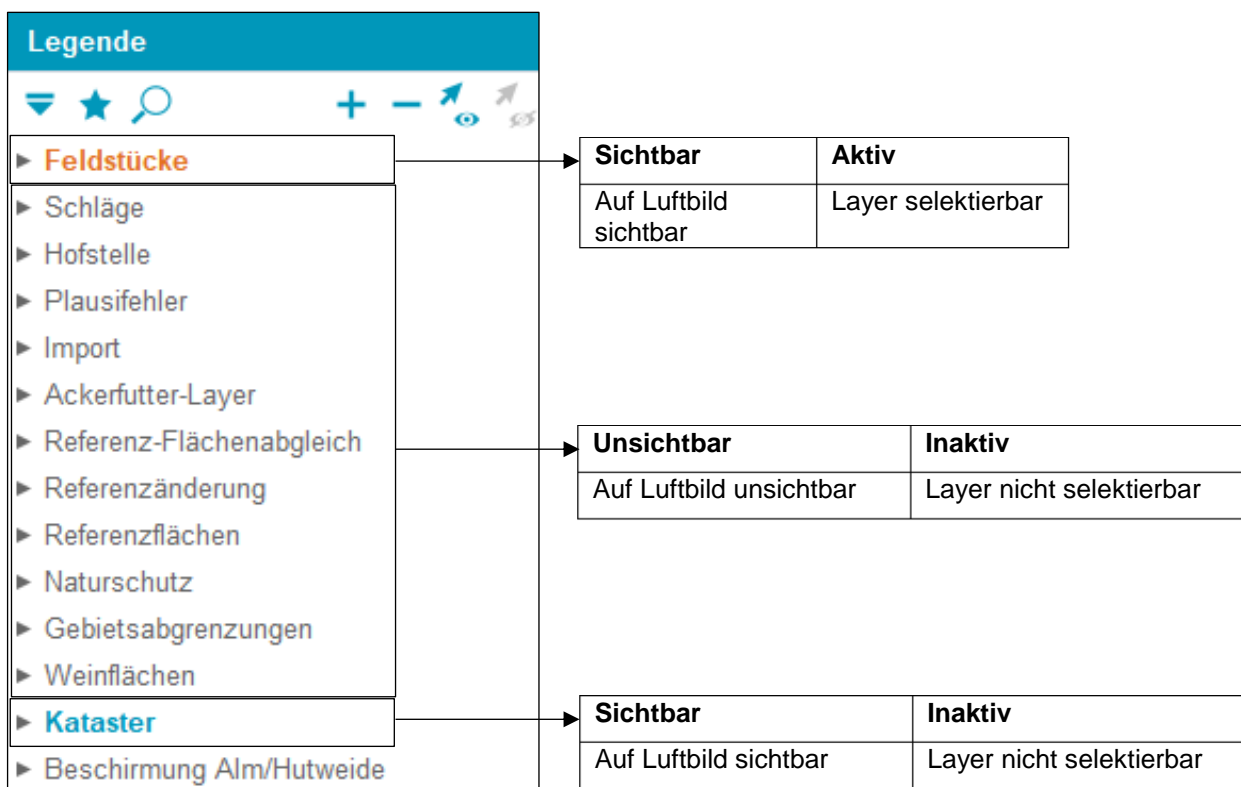 Legende
Feldstücke
Schläge
Hofstelle
Plausifehler
Import
Ackerfutter-Layer
Referenz-Flächenabgleich
Referenzänderung
Referenzflächen
Naturschutz
Gebietsabgrenzungen
Weinflächen
Kataster
Beschirmung Alm/Hutweide
Sichtbar Aktiv
Auf Luftbild Layer selektierbar
sichtbar
Unsichtbar Inaktiv
Auf Luftbild unsichtbar Layer nicht selektierbar
Sichtbar Inaktiv
Auf Luftbild sichtbar Layer nicht selektierbar